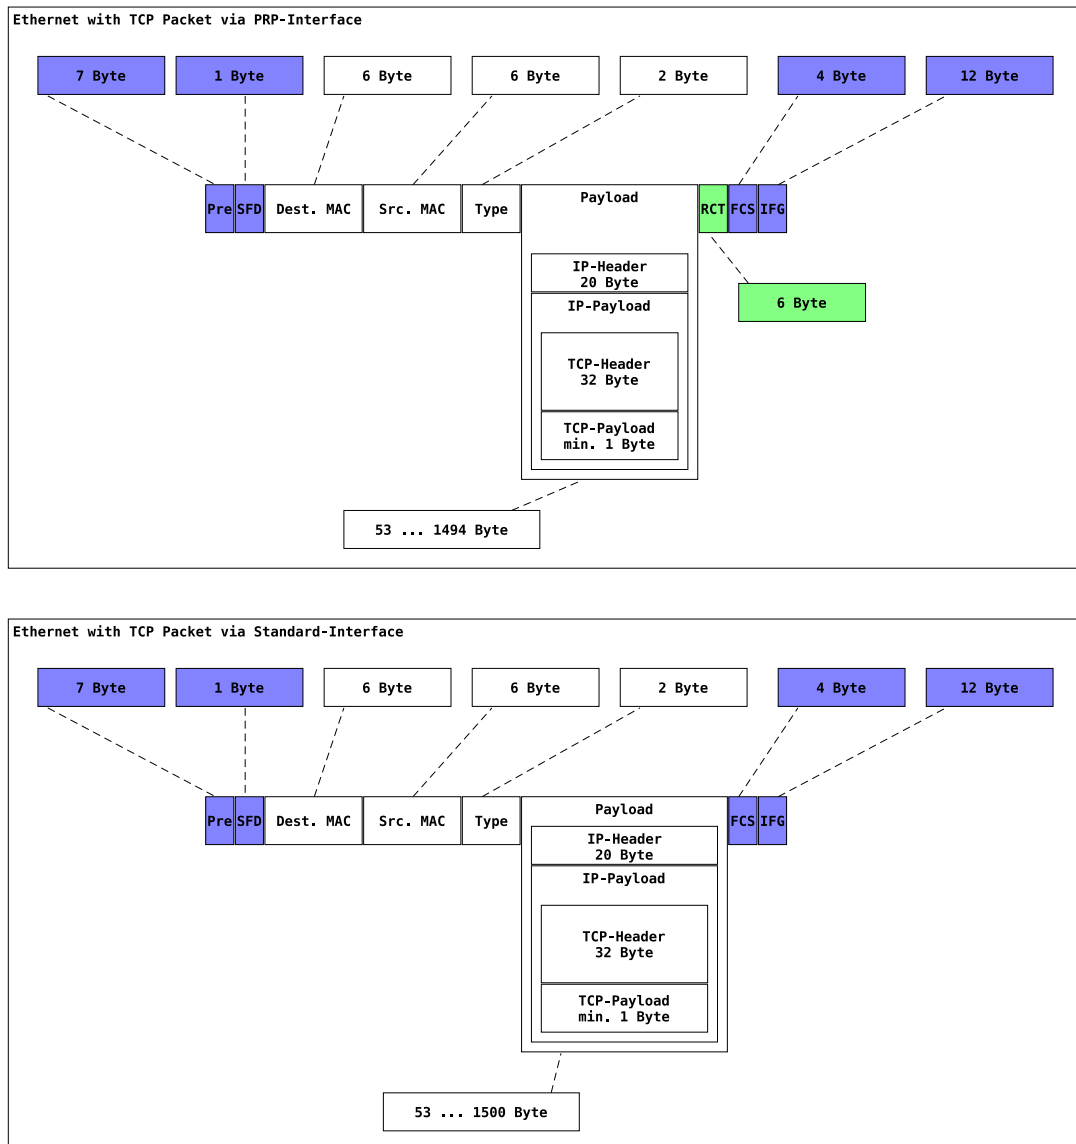 Ethernet with TCP Packet via PRP-Interface
7 Byte
1 Byte
6 Byte
6 Byte
2 Byte
4 Byte
12 Byte
Pre
SFD
Dest. MAC
Src. MAC
Type
Payload
RCT
FCS
IFG
IP-Header
20 Byte
6 Byte
IP-Payload
TCP-Header
32 Byte
TCP-Payload
min. 1 Byte
53 ... 1494 Byte
Ethernet with TCP Packet via Standard-Interface
7 Byte
1 Byte
6 Byte
6 Byte
2 Byte
4 Byte
12 Byte
Pre
SFD
Dest. MAC
Src. MAC
Type
Payload
FCS
IFG
IP-Header
20 Byte
IP-Payload
TCP-Header
32 Byte
TCP-Payload
min. 1 Byte
53 ... 1500 Byte